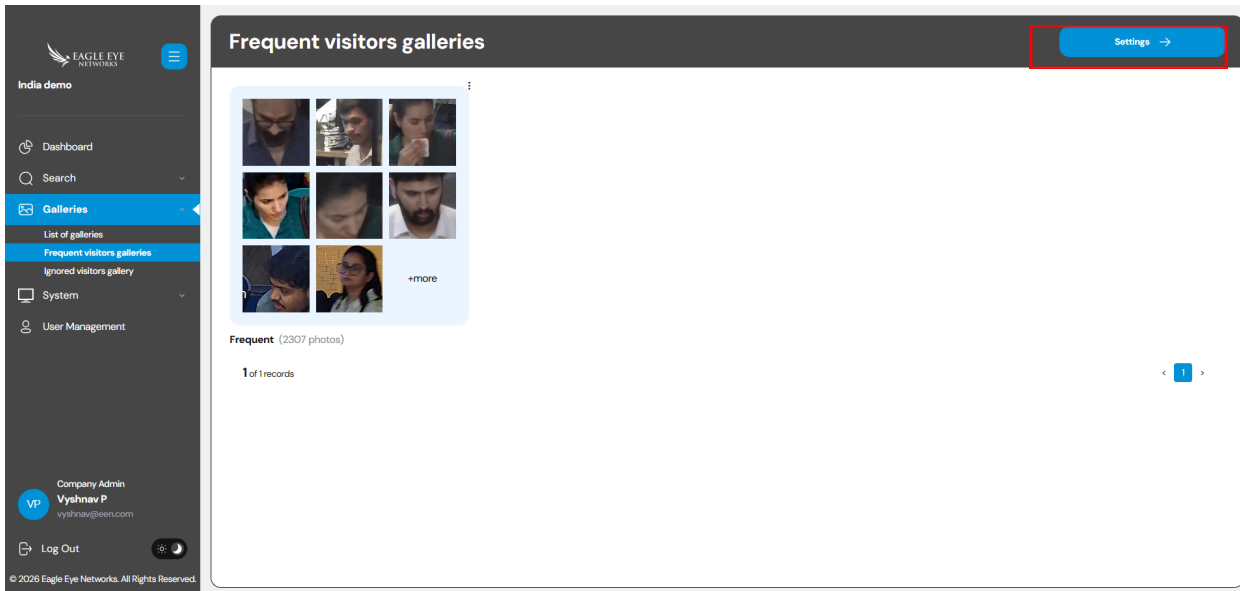 EAGLE EYE
NETWORKS
India demo
Dashboard
Search
Galleries
List of galleries
Frequent visitors galleries
Ignored visitors gallery
System
User Management
Company Admin
VP
Vyshnav P
vyshnav@een.com
Log Out
© 2026 Eagle Eye Networks. All Rights Reserved.
Frequent visitors galleries
Settings →
+more
Frequent (2307 photos)
1 of 1 records
< 1 >